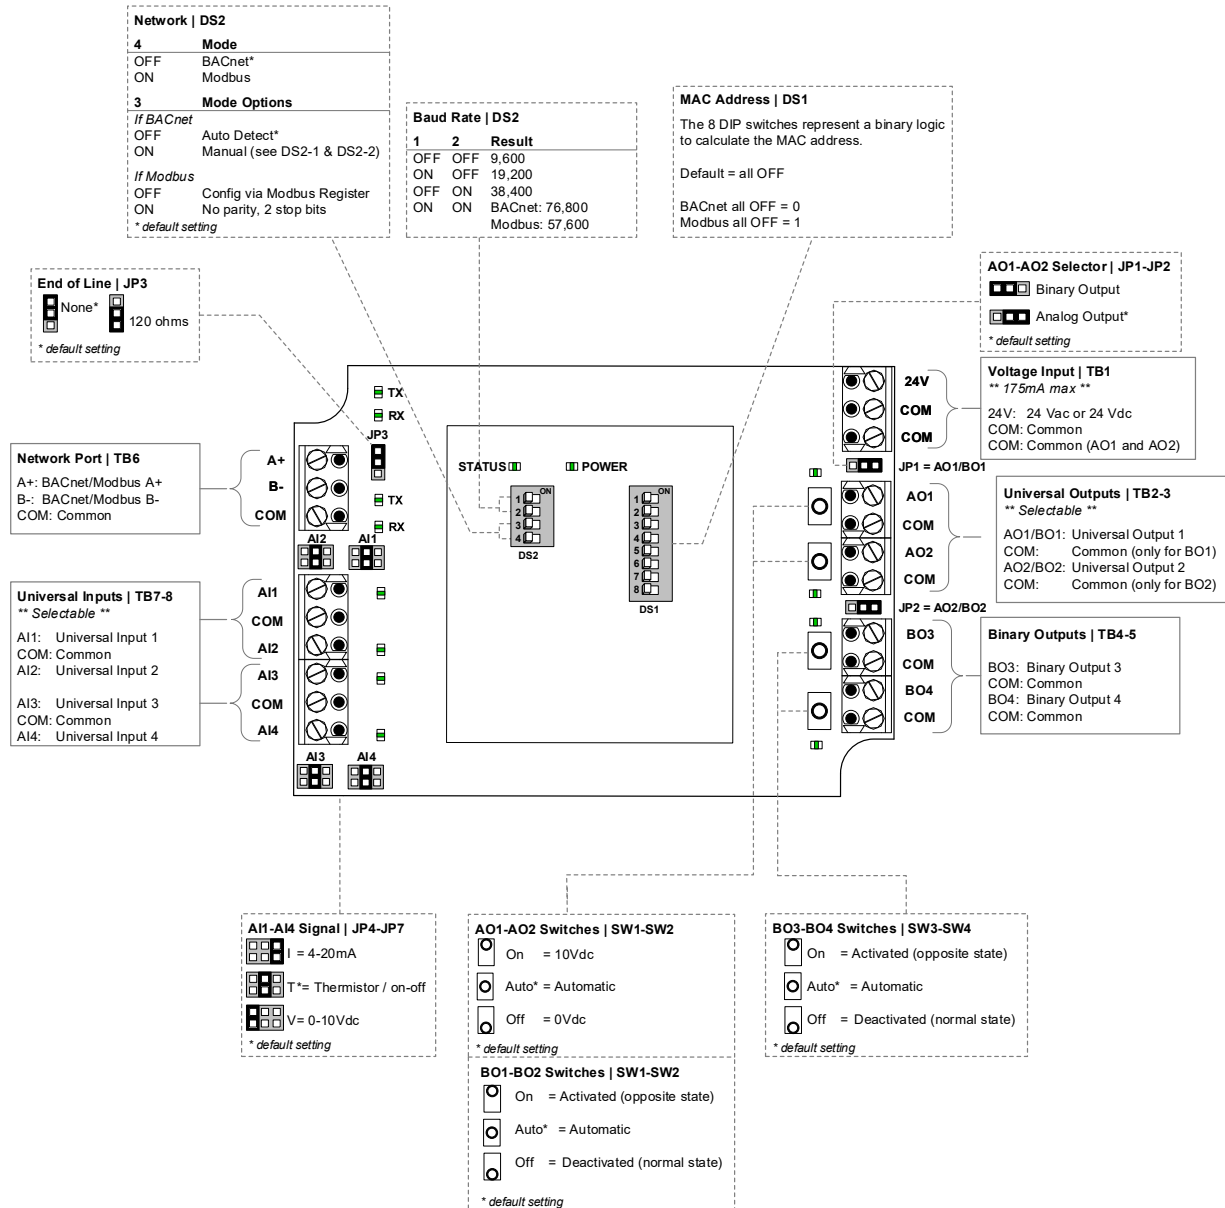 Network | DS2
4 Mode
OFF BACnet*
ON Modbus
3 Mode Options
If BACnet
OFF Auto Detect*
ON Manual (see DS2-1 & DS2-2)
If Modbus
OFF Config via Modbus Register
ON No parity, 2 stop bits
* default setting
Baud Rate | DS2
1 2 Result
OFF OFF 9,600
ON OFF 19,200
OFF ON 38,400
ON ON BACnet: 76,800
Modbus: 57,600
MAC Address | DS1
The 8 DIP switches represent a binary logic
to calculate the MAC address.
Default = all OFF
BACnet all OFF = 0
Modbus all OFF = 1
End of Line | JP3
None*
120 ohms
* default setting
AO1-AO2 Selector | JP1-JP2
Binary Output
Analog Output*
* default setting
Voltage Input | TB1
** 175mA max **
24V: 24 Vac or 24 Vdc
COM: Common
COM: Common (AO1 and AO2)
Network Port | TB6
A+: BACnet/Modbus A+
B-: BACnet/Modbus B-
COM: Common
Universal Outputs | TB2-3
** Selectable **
AO1/BO1: Universal Output 1
COM: Common (only for BO1)
AO2/BO2: Universal Output 2
COM: Common (only for BO2)
Universal Inputs | TB7-8
** Selectable **
AI1: Universal Input 1
COM: Common
AI2: Universal Input 2
AI3: Universal Input 3
COM: Common
AI4: Universal Input 4
Binary Outputs | TB4-5
BO3: Binary Output 3
COM: Common
BO4: Binary Output 4
COM: Common
TX
RX
JP3
A+
B-
COM
TX
RX
AI2 AI1
AI1
COM
AI2
AI3
COM
AI4
AI3 AI4
STATUS
POWER
ON
1
2
3
4
DS2
ON
1
2
3
4
5
6
7
8
DS1
24V
COM
COM
JP1 = AO1/BO1
AO1
COM
AO2
COM
JP2 = AO2/BO2
BO3
COM
BO4
COM
AI1-AI4 Signal | JP4-JP7
I = 4-20mA
T*= Thermistor / on-off
V= 0-10Vdc
* default setting
AO1-AO2 Switches | SW1-SW2
On = 10Vdc
Auto* = Automatic
Off = 0Vdc
* default setting
BO1-BO2 Switches | SW1-SW2
On = Activated (opposite state)
Auto* = Automatic
Off = Deactivated (normal state)
* default setting
BO3-BO4 Switches | SW3-SW4
On = Activated (opposite state)
Auto* = Automatic
Off = Deactivated (normal state)
* default setting